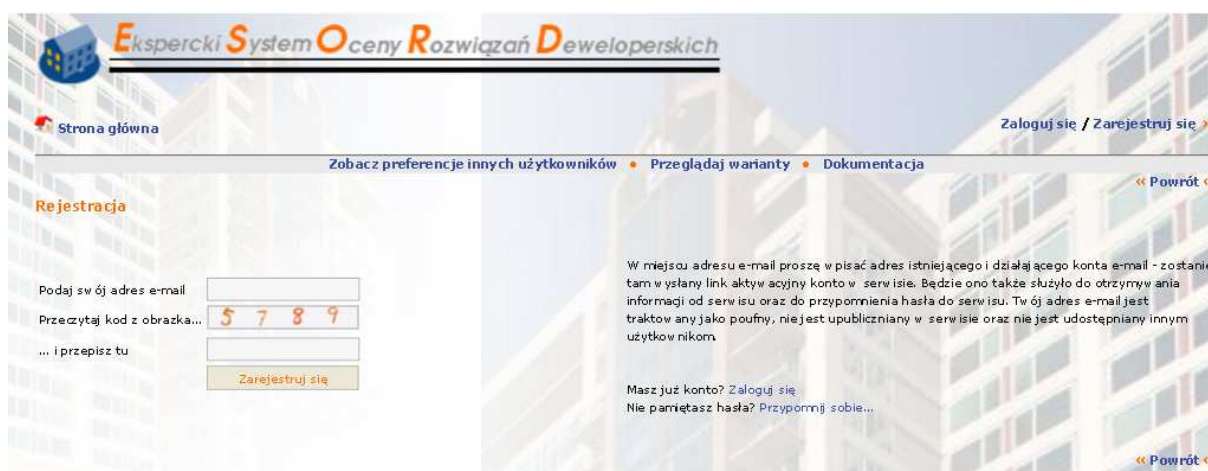 Ekspercki System Oceny Rozwiązań Deweloperskich
Strona główna
Zaloguj się / Zarejestruj się »
Zobacz preferencje innych użytkowników • Przeglądaj warianty • Dokumentacja
« Powrót «
Rejestracja
W miejscu adresu e-mail proszę wpisać adres istniejącego i działającego konta e-mail - zostanie
tam wysłany link aktywacyjny konto w serwisie. Będzie ono także służyło do otrzymywania
informacji od serwisu oraz do przypomnienia hasła do serwisu. Twój adres e-mail jest
traktowany jako poufny, nie jest upubliczniany w serwisie oraz nie jest udostępniany innym
użytkownikom.
Podaj swój adres e-mail
Przeczytaj kod z obrazka... 5 7 8 9
... i przepisz tu
Zarejestruj się
Masz już konto? Zaloguj się
Nie pamiętasz hasła? Przypomnij sobie...
« Powrót «